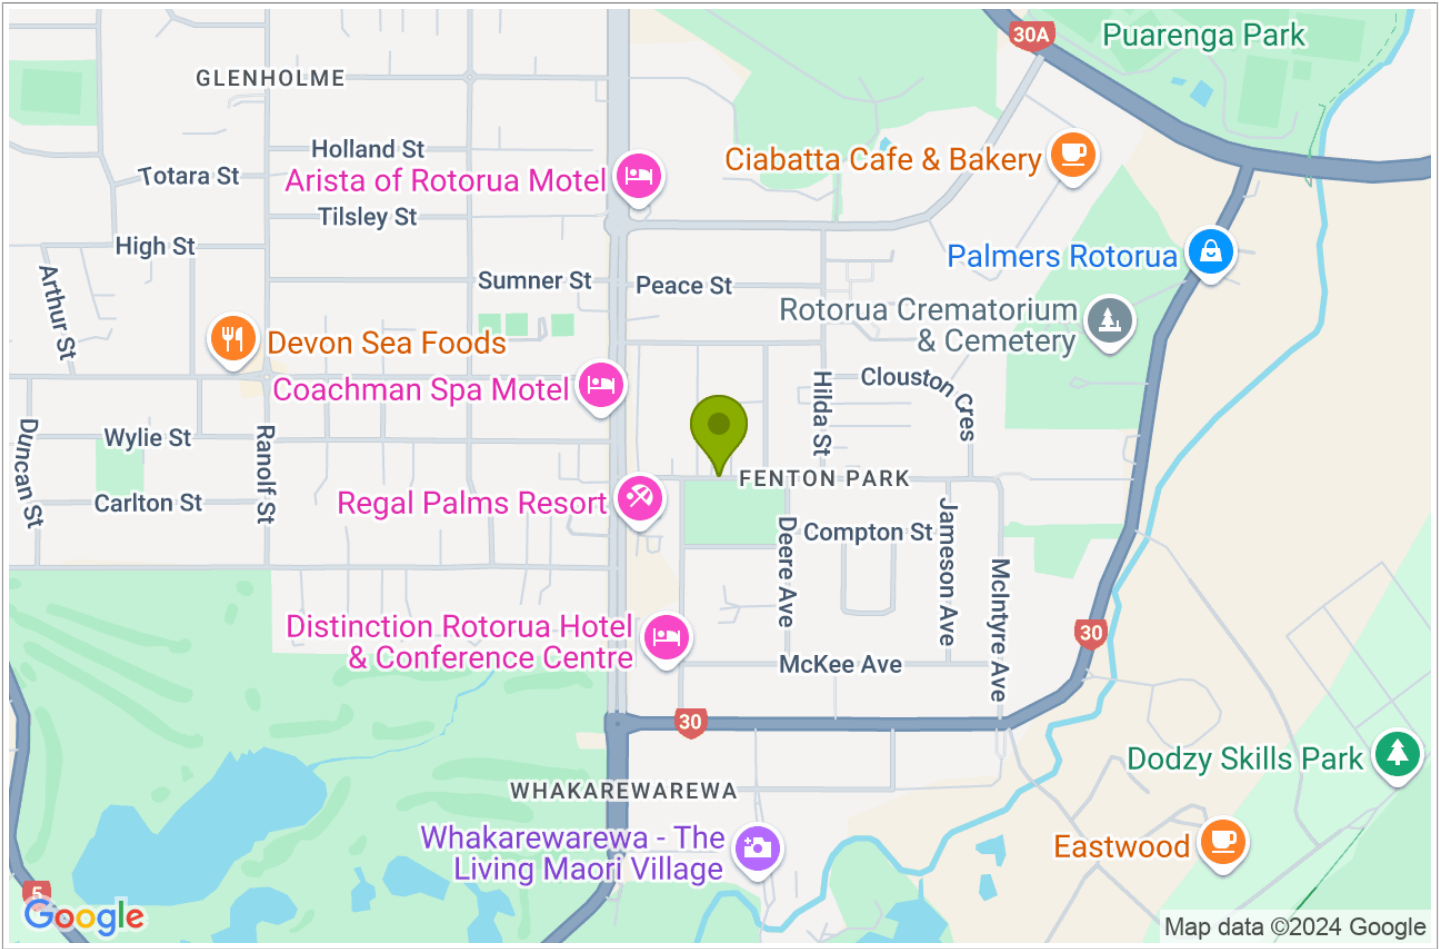 30A
Puarenga Park
GLENHOLME
Holland St
Ciabatta Cafe & Bakery
Totara St
Arista of Rotorua Motel
Tilsley St
High St
Palmers Rotorua
Sumner St
Peace St
Arthur St
Rotorua Crematorium
& Cemetery
Devon Sea Foods
Coachman Spa Motel
Clouston Cres
Hilda St
Duncan St
Wylie St
Ranolf St
FENTON PARK
Carlton St
Regal Palms Resort
Deere Ave
Compton St
Jameson Ave
McIntyre Ave
Distinction Rotorua Hotel
& Conference Centre
30
McKee Ave
30
Dodzy Skills Park
WHAKAREWAREWA
Whakarewarewa - The
Living Maori Village
Eastwood
5
Google
Map data ©2024 Google